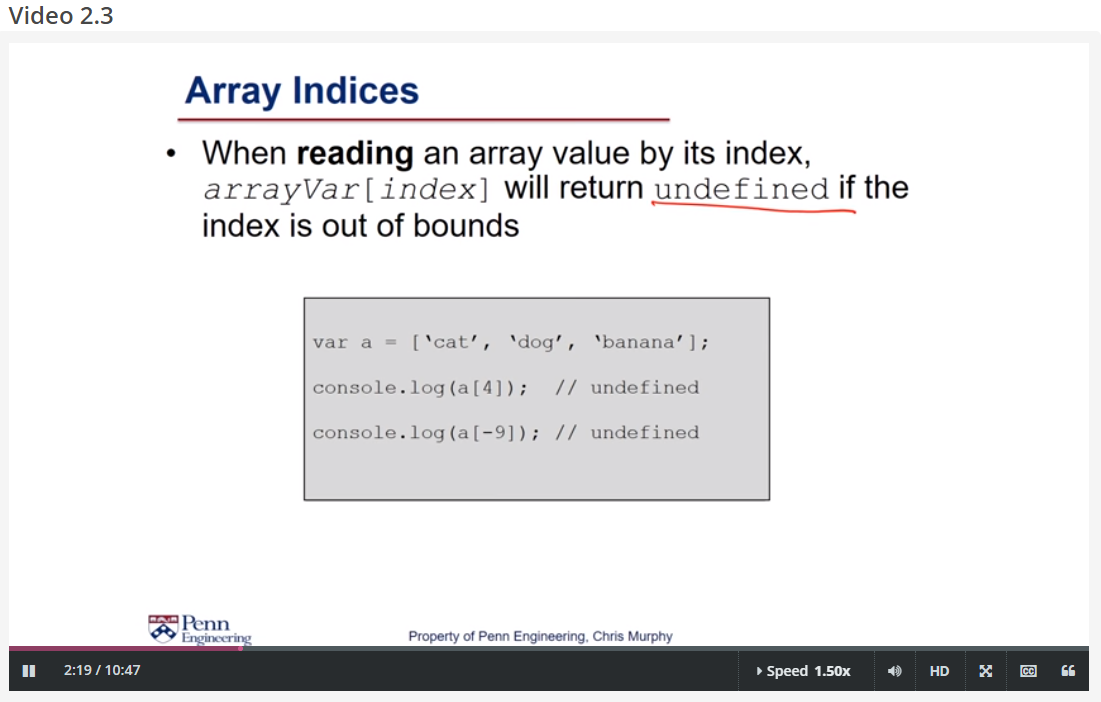 Video 2.3
Array Indices
• When reading an array value by its index,
arrayVar[index] will return undefined if the
index is out of bounds
var a = [‘cat’, ‘dog’, ‘banana’];
console.log(a[4]);  // undefined
console.log(a[-9]); // undefined
Penn
Engineering
Property of Penn Engineering, Chris Murphy
2:19 / 10:47
Speed 1.50x
HD
CC